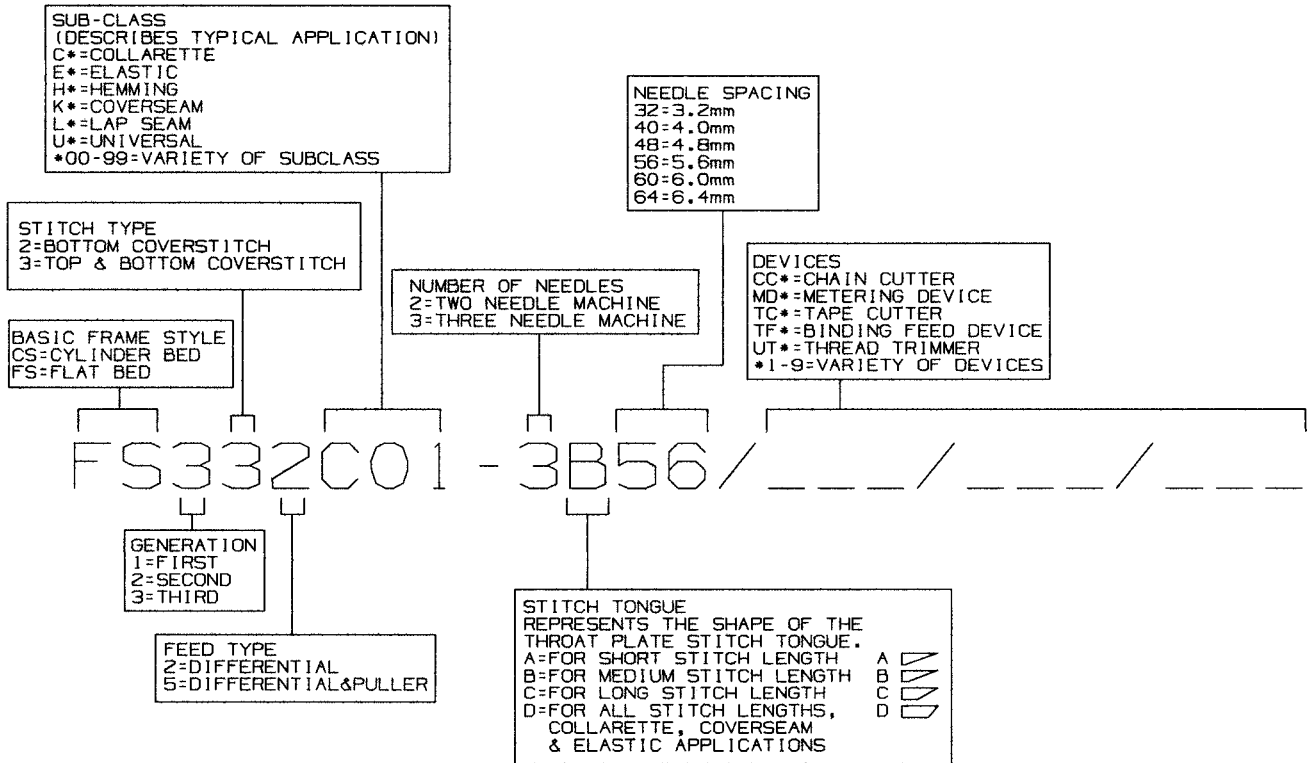 SUB-CLASS
(DESCRIBES TYPICAL APPLICATION)
C*=COLLARETTE
E*=ELASTIC
H*=HEMMING
K*=COVERSEAM
L*=LAP SEAM
U*=UNIVERSAL
*00-99=VARIETY OF SUBCLASS
NEEDLE SPACING
32=3.2mm
40=4.0mm
48=4.8mm
56=5.6mm
60=6.0mm
64=6.4mm
STITCH TYPE
2=BOTTOM COVERSTITCH
3=TOP & BOTTOM COVERSTITCH
NUMBER OF NEEDLES
2=TWO NEEDLE MACHINE
3=THREE NEEDLE MACHINE
DEVICES
CC*=CHAIN CUTTER
MD*=METERING DEVICE
TC*=TAPE CUTTER
TF*=BINDING FEED DEVICE
UT*=THREAD TRIMMER
*1-9=VARIETY OF DEVICES
BASIC FRAME STYLE
CS=CYLINDER BED
FS=FLAT BED
FS332C01-3B56/___/___/___
GENERATION
1=FIRST
2=SECOND
3=THIRD
FEED TYPE
2=DIFFERENTIAL
5=DIFFERENTIAL&PULLER
STITCH TONGUE
REPRESENTS THE SHAPE OF THE
THROAT PLATE STITCH TONGUE.
A=FOR SHORT STITCH LENGTH A
B=FOR MEDIUM STITCH LENGTH B
C=FOR LONG STITCH LENGTH C
D=FOR ALL STITCH LENGTHS, D
COLLARETTE, COVERSEAM
& ELASTIC APPLICATIONS